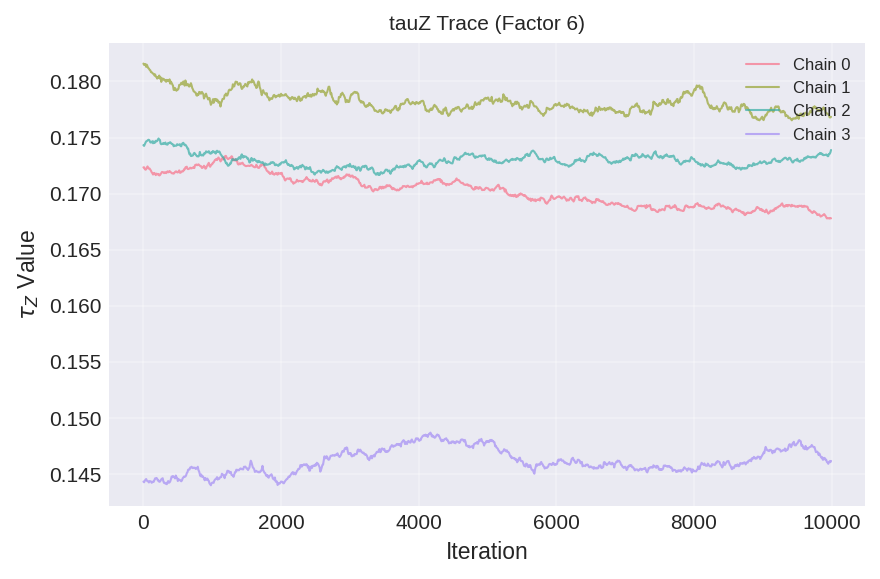 tauZ Trace (Factor 6)
Chain 0
Chain 1
Chain 2
Chain 3
0.180
0.175
0.170
0.165
0.160
0.155
0.150
0.145
τ_Z Value
0
2000
4000
6000
8000
10000
Iteration